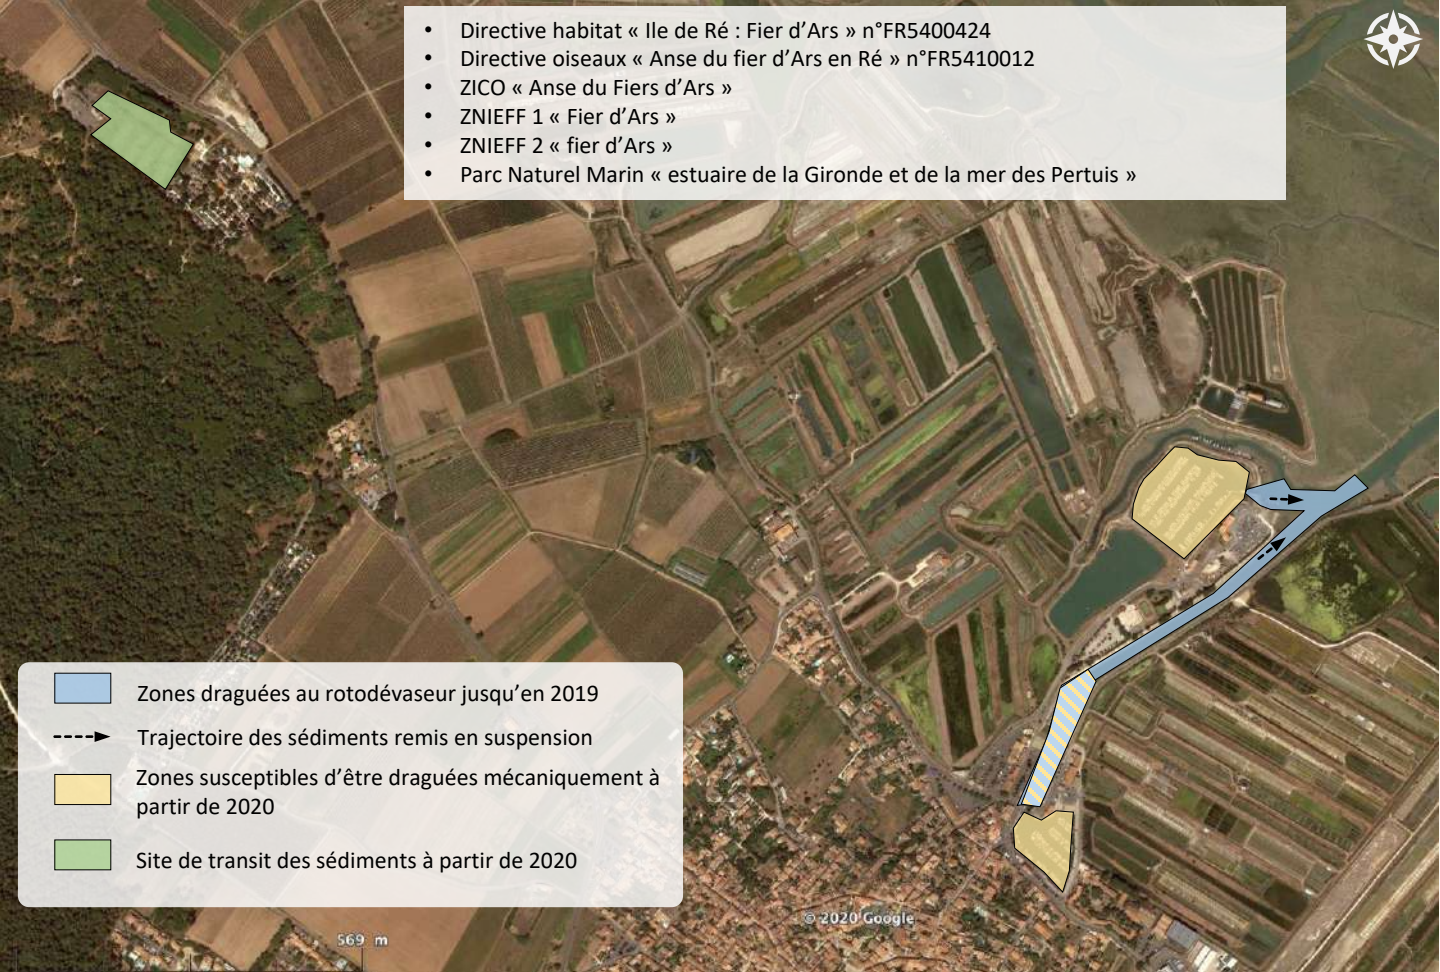 • Directive habitat « Ile de Ré : Fier d’Ars » n°FR5400424
• Directive oiseaux « Anse du fier d’Ars en Ré » n°FR5410012
• ZICO « Anse du Fiers d’Ars »
• ZNIEFF 1 « Fier d’Ars »
• ZNIEFF 2 « fier d’Ars »
• Parc Naturel Marin « estuaire de la Gironde et de la mer des Pertuis »
Zones draguées au rotodévaseur jusqu’en 2019
Trajectoire des sédiments remis en suspension
Zones susceptibles d’être draguées mécaniquement à
partir de 2020
Site de transit des sédiments à partir de 2020
© 2020 Google
569 m